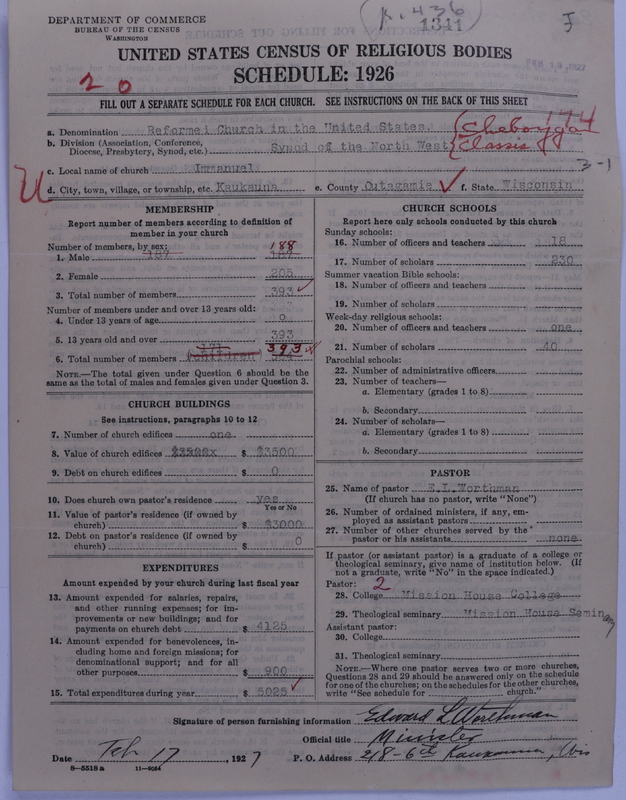 DEPARTMENT OF COMMERCE
BUREAU OF THE CENSUS
WASHINGTON
K. 436
1341
J
UNITED STATES CENSUS OF RELIGIOUS BODIES
SCHEDULE: 1926
2 0
FILL OUT A SEPARATE SCHEDULE FOR EACH CHURCH. SEE INSTRUCTIONS ON THE BACK OF THIS SHEET
a. Denomination Reformei Church in the United States.
b. Division (Association, Conference, Diocese, Presbytery, Synod, etc.) Synod of the North West
Sheboygan 174
Classis
3-1
c. Local name of church Immanuel
d. City, town, village, or township, etc. Kaukauna e. County Outagamie f. State Wisconsin
MEMBERSHIP
Report number of members according to definition of
member in your church
Number of members, by sex:
188
1. Male 187 187
2. Female 205
3. Total number of members 393
Number of members under and over 13 years old:
4. Under 13 years of age 0
5. 13 years old and over 393
6. Total number of members (children) 393
NOTE.—The total given under Question 6 should be
same as the total of males and females given under Question 3.
CHURCH BUILDINGS
See instructions, paragraphs 10 to 12
7. Number of church edifices one
8. Value of church edifices $ $3500
9. Debt on church edifices $ 0
10. Does church own pastor's residence yes
Yes or No
11. Value of pastor's residence (if owned by
church) $ $3000
12. Debt on pastor's residence (if owned by
church) $ 0
EXPENDITURES
Amount expended by your church during last fiscal year
13. Amount expended for salaries, repairs,
and other running expenses; for im-
provements or new buildings; and for
payments on church debt $ 4125
14. Amount expended for benevolences, in-
cluding home and foreign missions; for
denominational support; and for all
other purposes $ 900
15. Total expenditures during year $ 5025
CHURCH SCHOOLS
Report here only schools conducted by this church
Sunday schools:
16. Number of officers and teachers 18
17. Number of scholars 230
Summer vacation Bible schools:
18. Number of officers and teachers
19. Number of scholars
Week-day religious schools:
20. Number of officers and teachers one
21. Number of scholars 40
Parochial schools:
22. Number of administrative officers
23. Number of teachers—
a. Elementary (grades 1 to 8)
b. Secondary
24. Number of scholars—
a. Elementary (grades 1 to 8)
b. Secondary
PASTOR
25. Name of pastor E.L.Worthman
(If church has no pastor, write "None")
26. Number of ordained ministers, if any, em-
ployed as assistant pastors
27. Number of other churches served by the
pastor or his assistants none
If pastor (or assistant pastor) is a graduate of a college or
theological seminary, give name of institution below. (If
not a graduate, write "No" in the space indicated.)
Pastor: 2
28. College Mission House College
29. Theological seminary Mission House Seminary
Assistant pastor:
30. College
31. Theological seminary
NOTE.—Where one pastor serves two or more churches,
Questions 28 and 29 should be answered only on the schedule
for one of the churches; on the schedules for the other churches,
write "See schedule for church."
Signature of person furnishing information Edward L Worthman
Official title Minister
Date Feb 17, 1927 P. O. Address 218-6th Kaukauna, Wis
8—5518 a 11—9064